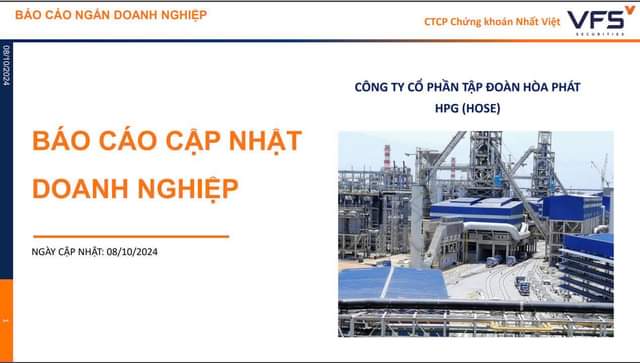 BÁO CÁO NGẮN DOANH NGHIỆP
CTCP Chứng khoán Nhất Việt
VFS
SECURITIES
08/10/2024
CÔNG TY CỔ PHẦN TẬP ĐOÀN HÒA PHÁT
HPG (HOSE)
BÁO CÁO CẬP NHẬT
DOANH NGHIỆP
NGÀY CẬP NHẬT: 08/10/2024
1